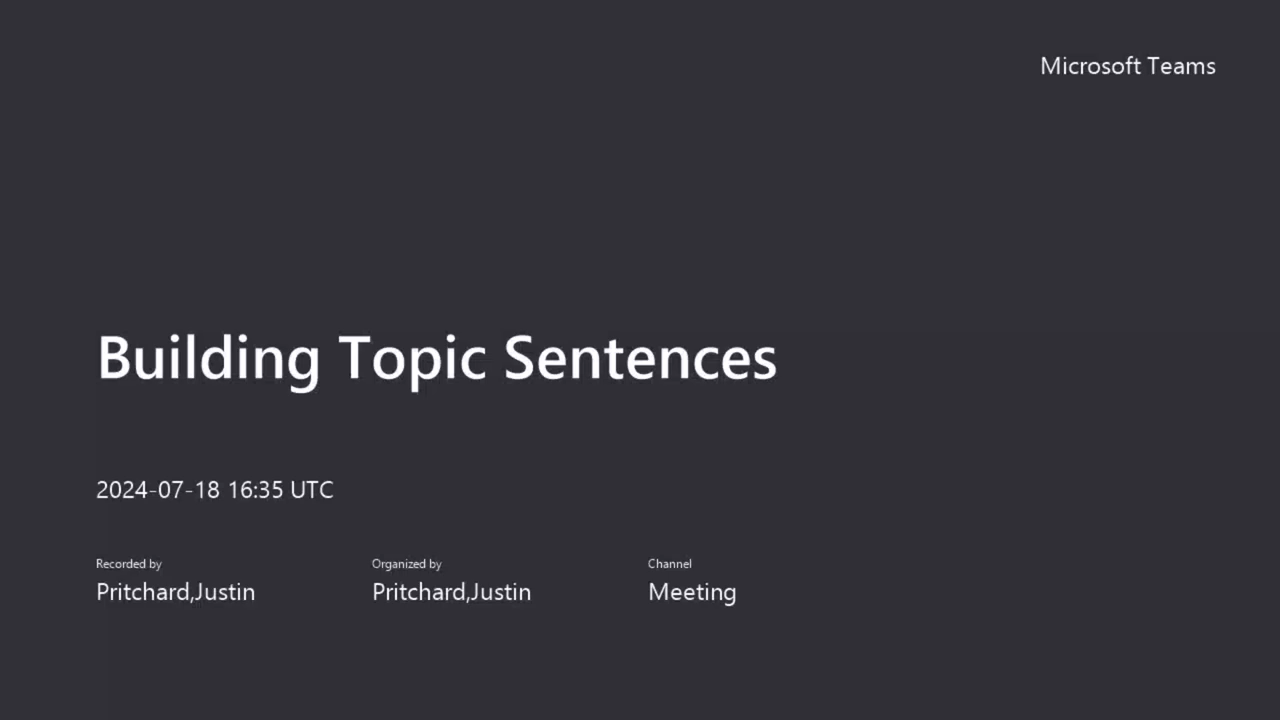 Microsoft Teams
Building Topic Sentences
2024-07-18 16:35 UTC
Recorded by
Pritchard,Justin
Organized by
Pritchard,Justin
Channel
Meeting